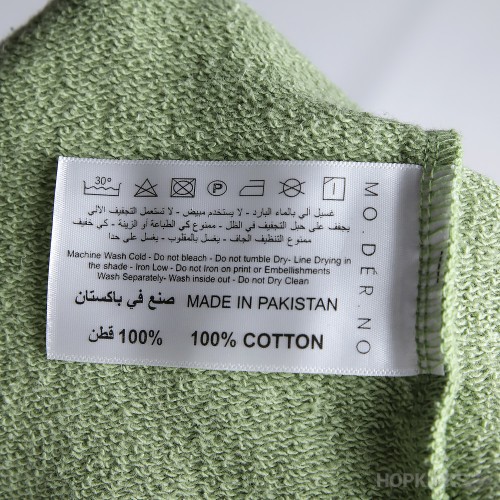 30°
P
غسيل آلي بالماء البارد - لا يستخدم مبيض - لا تستعمل التجفيف الآلي
يجفف على حبل التجفيف في الظل - ممنوع كي الطباعة أو الزينة - كي خفيف
ممنوع التنظيف الجاف - يغسل بالمقلوب - يغسل على حدا
Machine Wash Cold - Do not bleach - Do not tumble Dry- Line Drying in
the shade - Iron Low - Do not Iron on print or Embellishments
Wash Separately- Wash inside out - Do not Dry Clean
صنع في باكستان MADE IN PAKISTAN
100% قطن 100% COTTON
MO.DÉR.NO